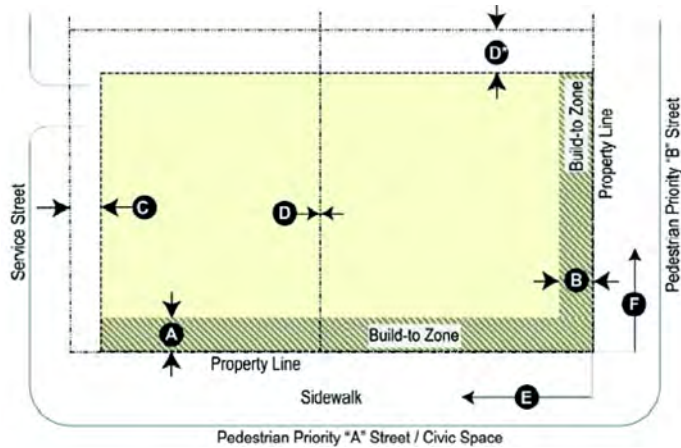 D*
Build-to Zone
Property Line
Pedestrian Priority "B" Street
Service Street
C
D
B
F
A
Build-to Zone
Property Line
Sidewalk
E
Pedestrian Priority "A" Street / Civic Space